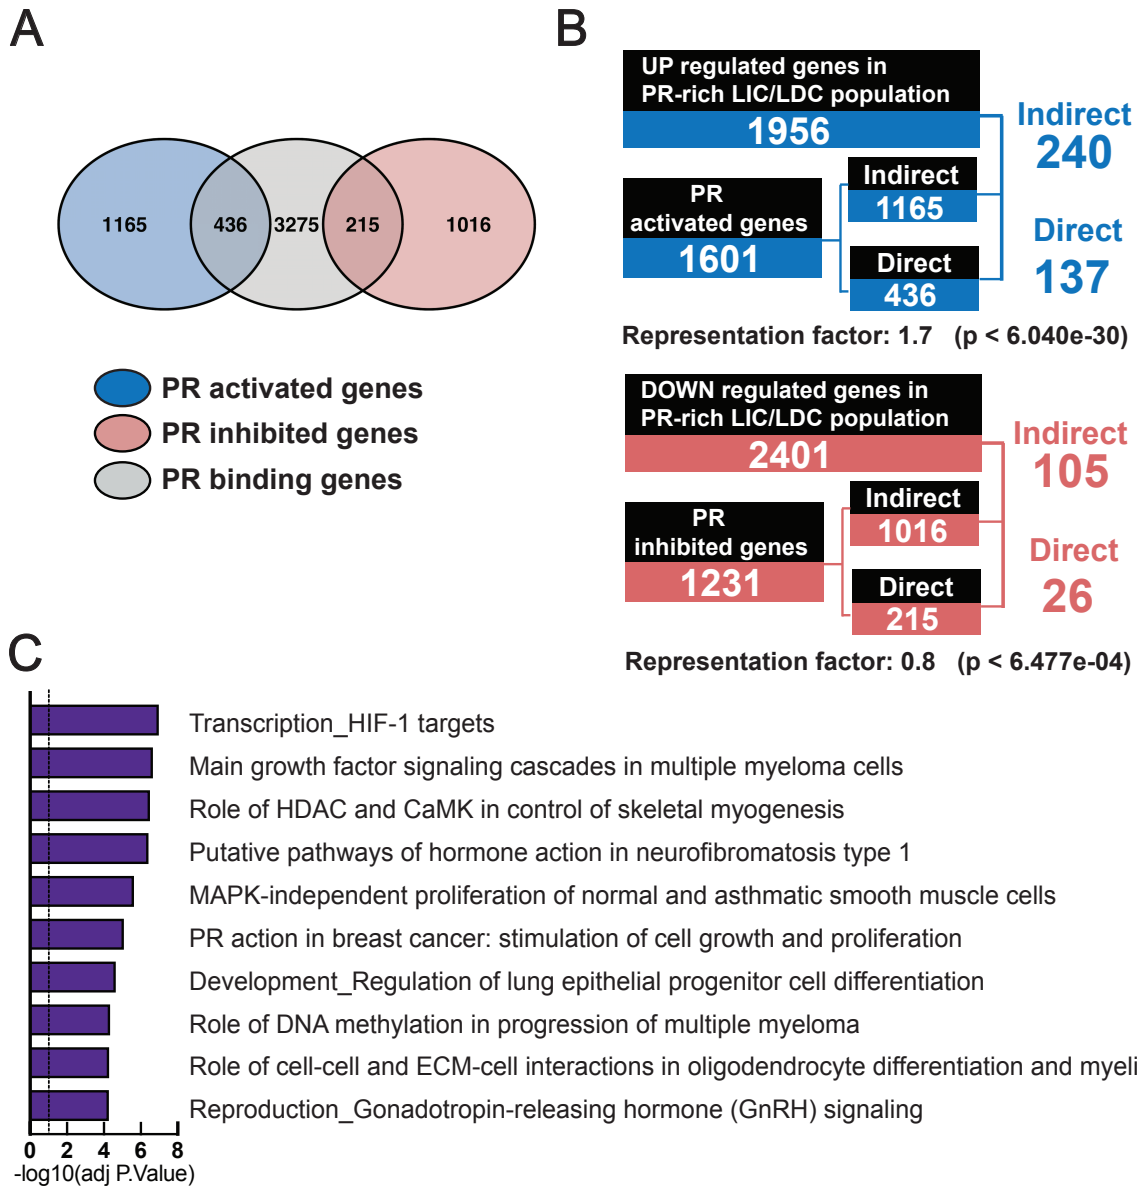 A
1165
436
3275
215
1016
PR activated genes
PR inhibited genes
PR binding genes
B
UP regulated genes in
PR-rich LIC/LDC population
1956
PR
activated genes
1601
Indirect
1165
Direct
436
Indirect
240
Direct
137
Representation factor: 1.7 (p < 6.040e-30)
DOWN regulated genes in
PR-rich LIC/LDC population
2401
PR
inhibited genes
1231
Indirect
1016
Direct
215
Indirect
105
Direct
26
Representation factor: 0.8 (p < 6.477e-04)
C
Transcription_HIF-1 targets
Main growth factor signaling cascades in multiple myeloma cells
Role of HDAC and CaMK in control of skeletal myogenesis
Putative pathways of hormone action in neurofibromatosis type 1
MAPK-independent proliferation of normal and asthmatic smooth muscle cells
PR action in breast cancer: stimulation of cell growth and proliferation
Development_Regulation of lung epithelial progenitor cell differentiation
Role of DNA methylation in progression of multiple myeloma
Role of cell-cell and ECM-cell interactions in oligodendrocyte differentiation and myeli
Reproduction_Gonadotropin-releasing hormone (GnRH) signaling
0 2 4 6 8
-log10(adj P.Value)